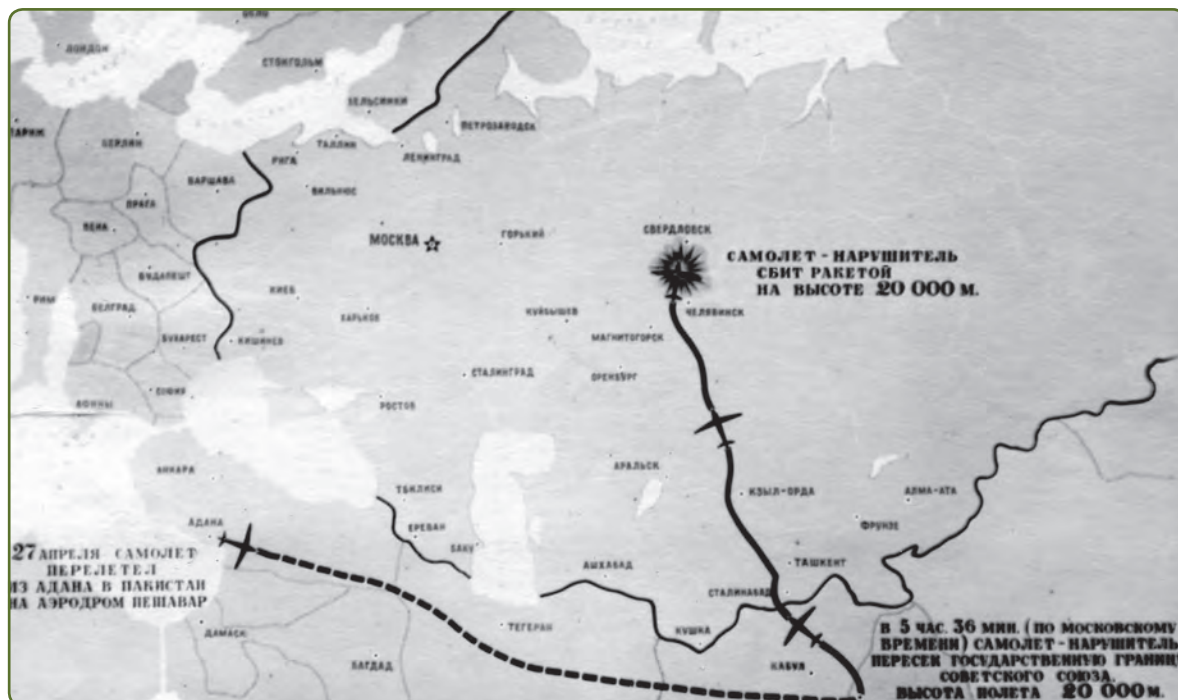 ЛОНДОН
СТОКГОЛЬМ
ХЕЛЬСИНКИ
ПЕТРОЗАВОДСК
ПАРИЖ
БЕРЛИН
РИГА
ТАЛЛИН
ЛЕНИНГРАД
ВАРШАВА
ВИЛЬНЮС
ПРАГА
ВЕНА
МОСКВА
ГОРЬКИЙ
СВЕРДЛОВСК
САМОЛЕТ - НАРУШИТЕЛЬ
СБИТ РАКЕТОЙ
НА ВЫСОТЕ 20 000 М.
БУДАПЕШТ
РИМ
БЕЛГРАД
КИЕВ
ХАРЬКОВ
КУЙБЫШЕВ
ЧЕЛЯБИНСК
БУХАРЕСТ
КИШИНЕВ
МАГНИТОГОРСК
СТАЛИНГРАД
ОРЕНБУРГ
СОФИЯ
РОСТОВ
АНКАРА
ТБИЛИСИ
АРАЛЬСК
КЗЫЛ-ОРДА
АЛМА-АТА
АДАНА
ЕРЕВАН
БАКУ
ФРУНЗЕ
27 АПРЕЛЯ САМОЛЕТ
ПЕРЕЛЕТЕЛ
ИЗ АДАНА В ПАКИСТАН
НА АЭРОДРОМ ПЕШАВАР
АШХАБАД
ТАШКЕНТ
СТАЛИНАБАД
ДАМАСК
БАГДАД
ТЕГЕРАН
КУШКА
КАБУЛ
В 5 ЧАС. 36 МИН. (ПО МОСКОВСКОМУ
ВРЕМЕНИ) САМОЛЕТ - НАРУШИТЕЛЬ
ПЕРЕСЕК ГОСУДАРСТВЕННУЮ ГРАНИЦУ
СОВЕТСКОГО СОЮЗА.
ВЫСОТА ПОЛЕТА 20 000 М.